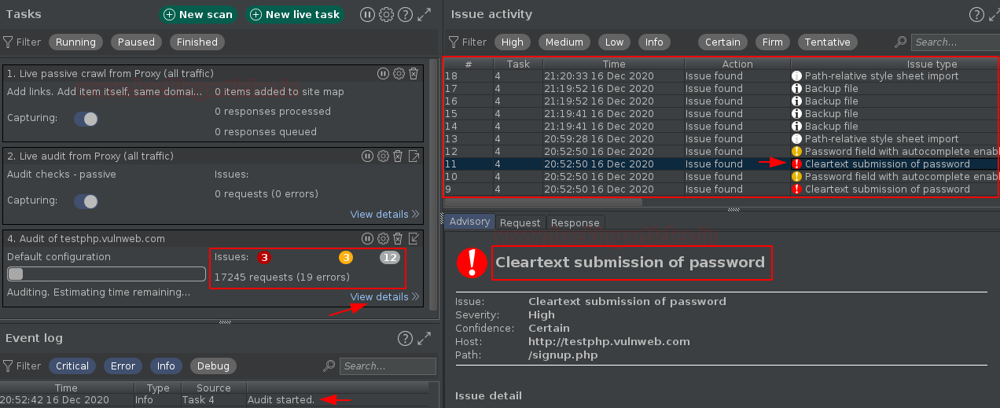 Tasks
New scan
New live task
Filter Running Paused Finished
1. Live passive crawl from Proxy (all traffic)
Add links. Add item itself, same domai... 0 items added to site map
0 responses processed
Capturing:
0 responses queued
2. Live audit from Proxy (all traffic)
Audit checks - passive Issues:
0 requests (0 errors)
Capturing:
View details
4. Audit of testphp.vulnweb.com
Default configuration Issues: 3 3 12
17245 requests (19 errors)
Auditing. Estimating time remaining...
View details
Event log
Filter Critical Error Info Debug Search...
Time Type Source
20:52:42 16 Dec 2020 Info Task 4 Audit started.
Issue activity
Filter High Medium Low Info Certain Firm Tentative Search...
# Task Time Action Issue type
18 4 21:20:33 16 Dec 2020 Issue found Path-relative style sheet import
17 4 21:19:52 16 Dec 2020 Issue found Backup file
16 4 21:19:52 16 Dec 2020 Issue found Backup file
15 4 21:19:41 16 Dec 2020 Issue found Backup file
14 4 21:19:41 16 Dec 2020 Issue found Backup file
13 4 20:59:28 16 Dec 2020 Issue found Path-relative style sheet import
12 4 20:52:50 16 Dec 2020 Issue found Password field with autocomplete enabl
11 4 20:52:50 16 Dec 2020 Issue found Cleartext submission of password
10 4 20:52:50 16 Dec 2020 Issue found Password field with autocomplete enabl
9 4 20:52:50 16 Dec 2020 Issue found Cleartext submission of password
Advisory Request Response
Cleartext submission of password
Issue: Cleartext submission of password
Severity: High
Confidence: Certain
Host: http://testphp.vulnweb.com
Path: /signup.php
Issue detail